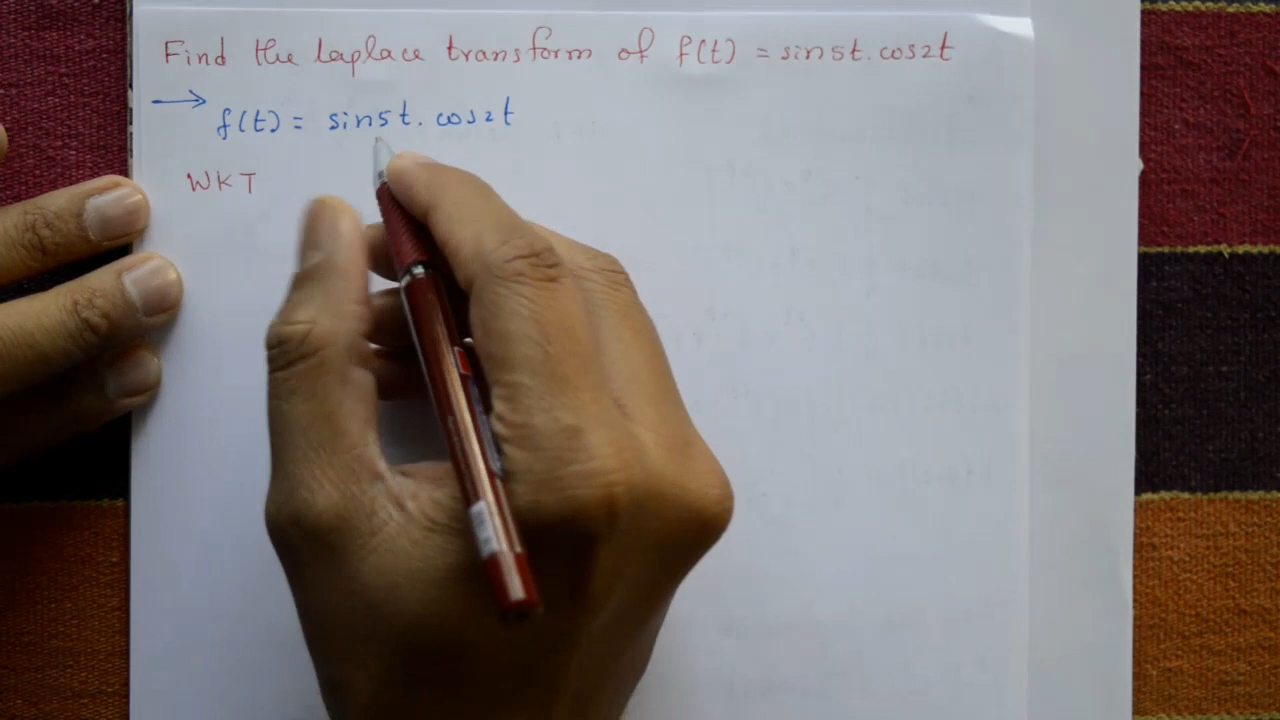 Find the laplace transform of f(t) = sin5t.cos2t
→ f(t) = sin5t.cos2t
WKT